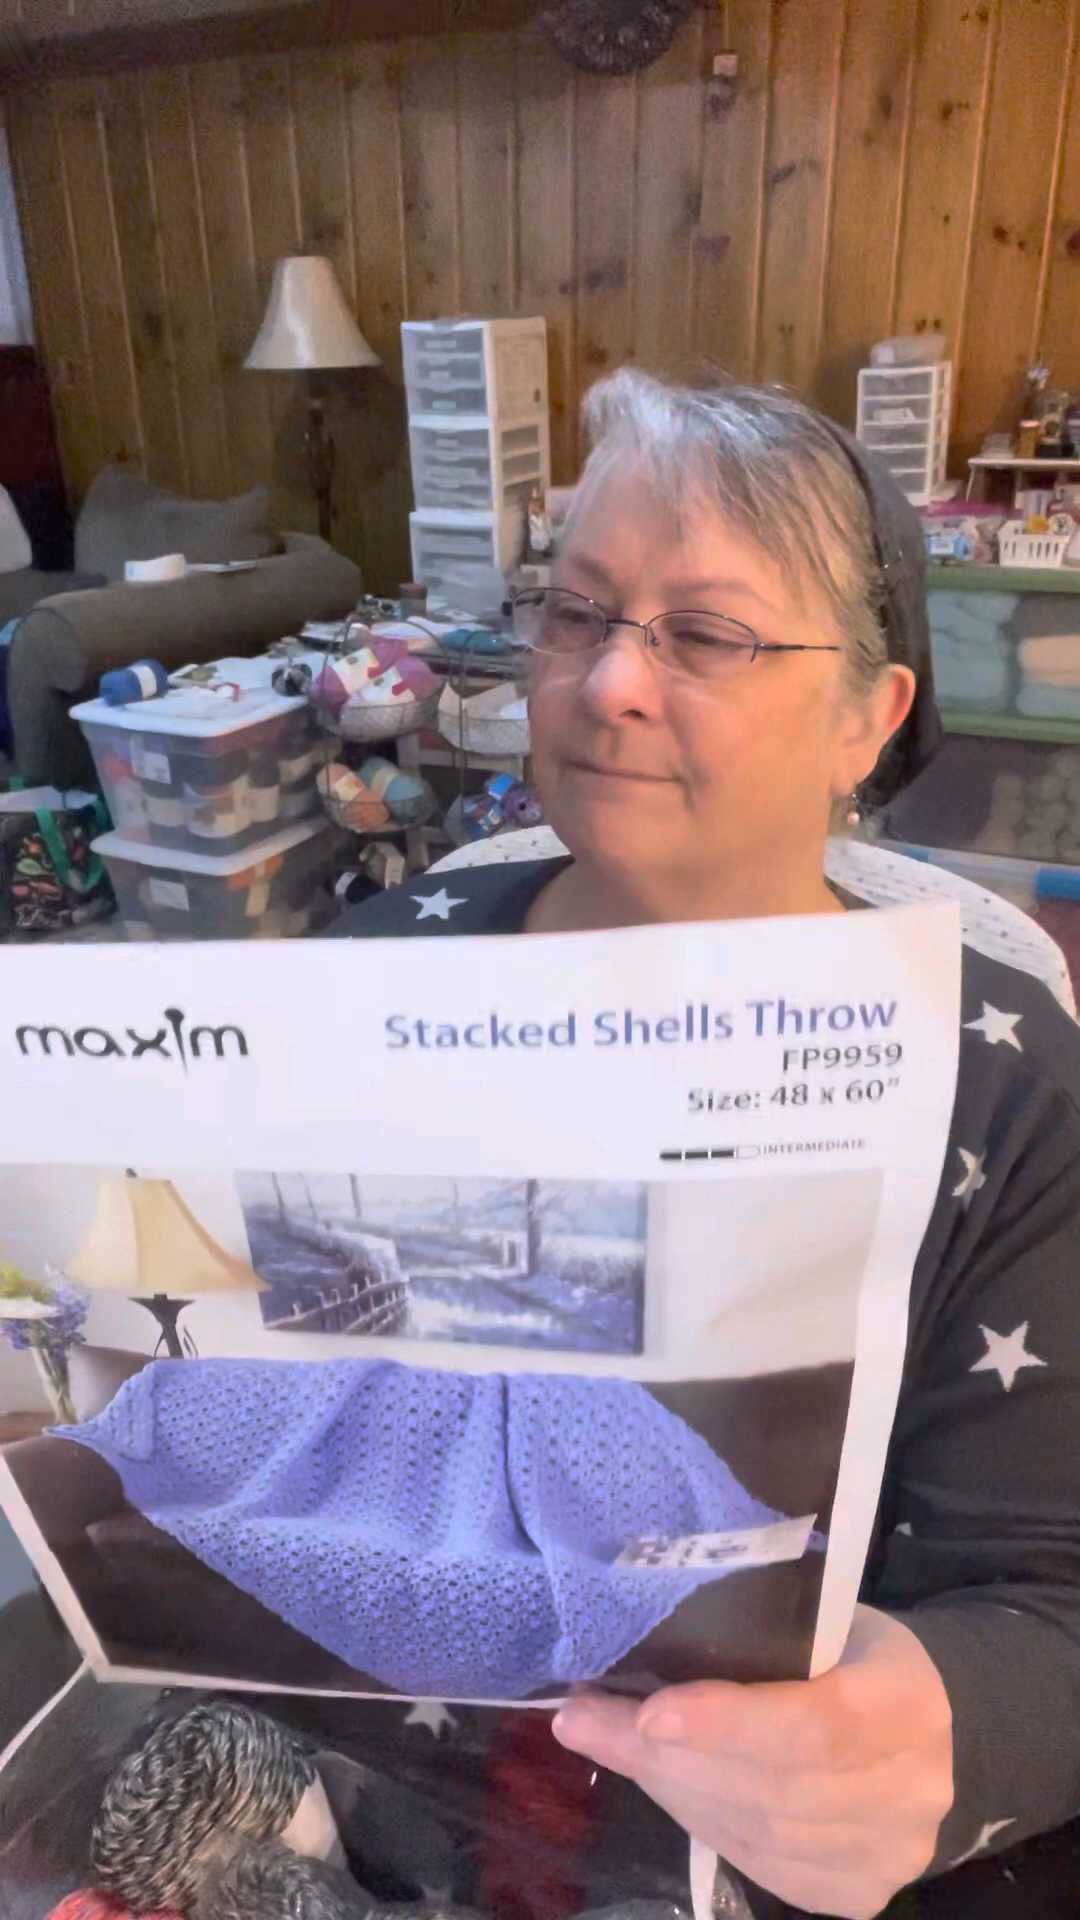 maxim
Stacked Shells Throw
FP9959
Size: 48 x 60"
INTERMEDIATE